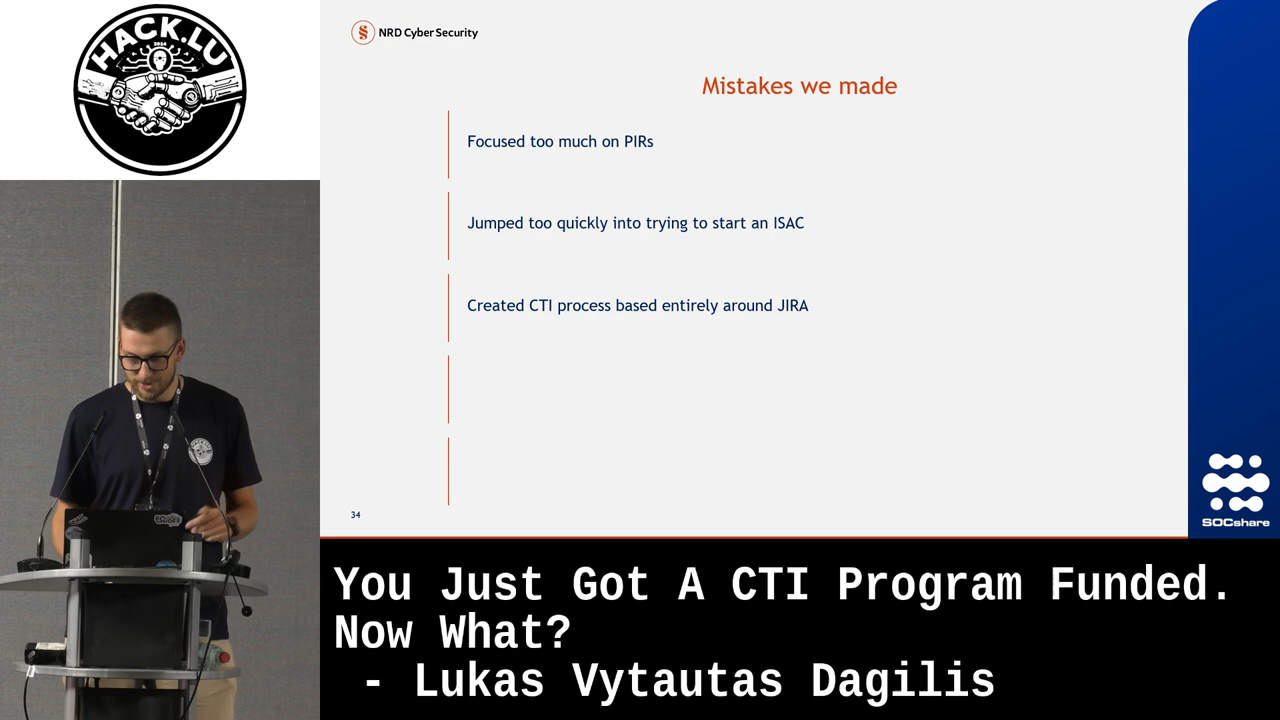 HACK.LU
2024
NRD Cyber Security
Mistakes we made
Focused too much on PIRs
Jumped too quickly into trying to start an ISAC
Created CTI process based entirely around JIRA
34
SOCshare
You Just Got A CTI Program Funded.
Now What?
- Lukas Vytautas Dagilis